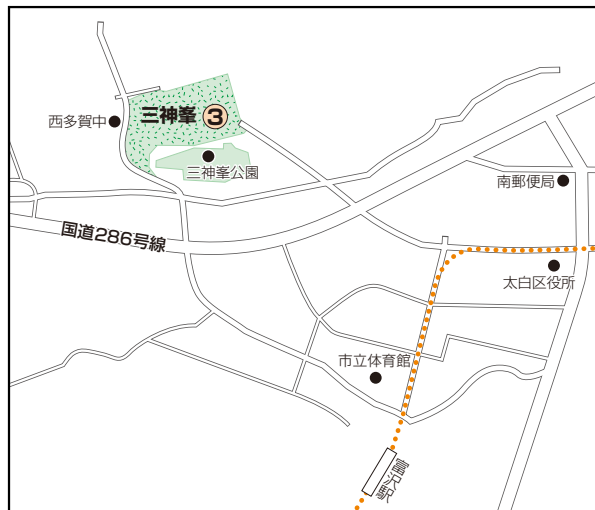 三神峯 3
西多賀中
三神峯公園
南郵便局
国道286号線
太白区役所
市立体育館
富沢駅